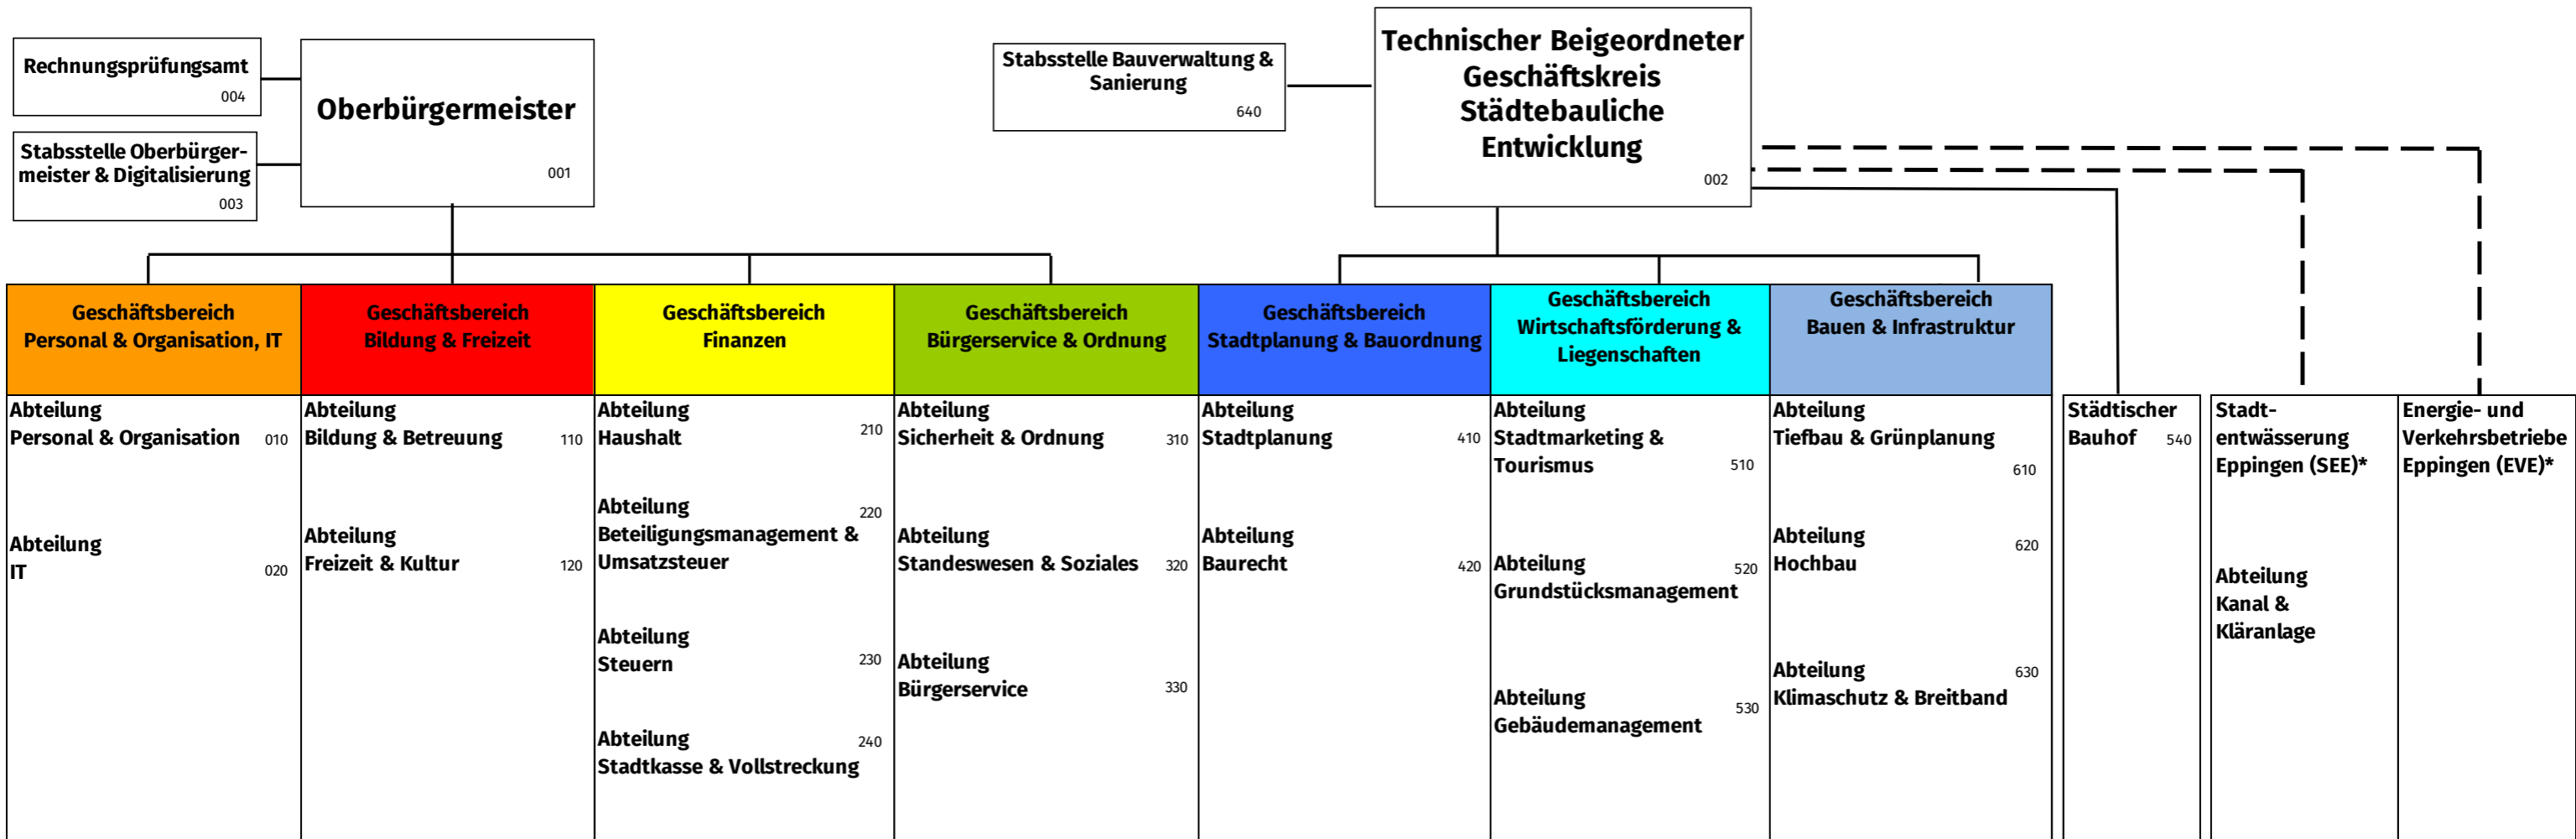 Rechnungsprüfungsamt
004
Stabsstelle Oberbürger-
meister & Digitalisierung
003
Oberbürgermeister
001
Stabsstelle Bauverwaltung &
Sanierung
640
Technischer Beigeordneter
Geschäftskreis
Städtebauliche
Entwicklung
002
Geschäftsbereich
Personal & Organisation, IT
Geschäftsbereich
Bildung & Freizeit
Geschäftsbereich
Finanzen
Geschäftsbereich
Bürgerservice & Ordnung
Geschäftsbereich
Stadtplanung & Bauordnung
Geschäftsbereich
Wirtschaftsförderung &
Liegenschaften
Geschäftsbereich
Bauen & Infrastruktur
Abteilung
Personal & Organisation 010
Abteilung
IT 020
Abteilung
Bildung & Betreuung 110
Abteilung
Freizeit & Kultur 120
Abteilung
Haushalt 210
Abteilung
220
Beteiligungsmanagement &
Umsatzsteuer
Abteilung
Steuern 230
Abteilung 240
Stadtkasse & Vollstreckung
Abteilung
Sicherheit & Ordnung 310
Abteilung
Standeswesen & Soziales 320
Abteilung
Bürgerservice 330
Abteilung
Stadtplanung 410
Abteilung
Baurecht 420
Abteilung
Stadtmarketing &
Tourismus 510
Abteilung 520
Grundstücksmanagement
Abteilung 530
Gebäudemanagement
Abteilung
Tiefbau & Grünplanung
610
Abteilung 620
Hochbau
Abteilung 630
Klimaschutz & Breitband
Städtischer
Bauhof 540
Stadt-
entwässerung
Eppingen (SEE)*
Abteilung
Kanal &
Kläranlage
Energie- und
Verkehrsbetriebe
Eppingen (EVE)*